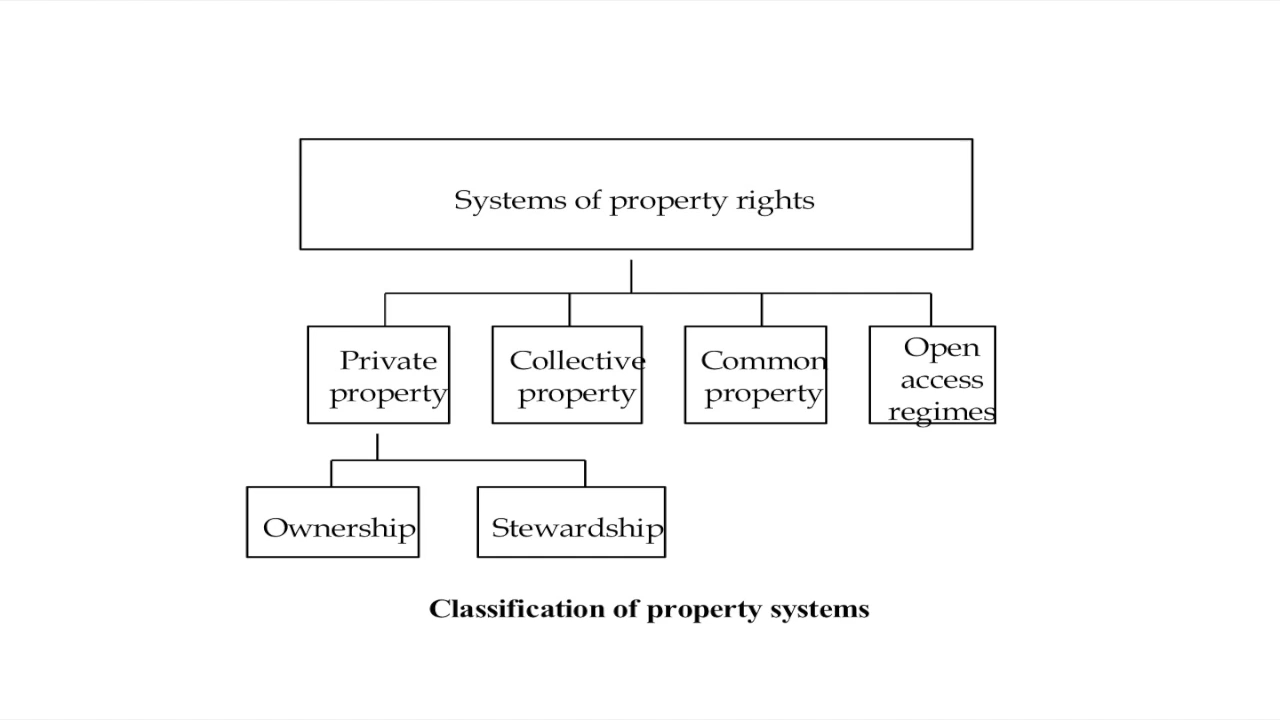 Systems of property rights
Private
property
Collective
property
Common
property
Open
access
regimes
Ownership
Stewardship
Classification of property systems